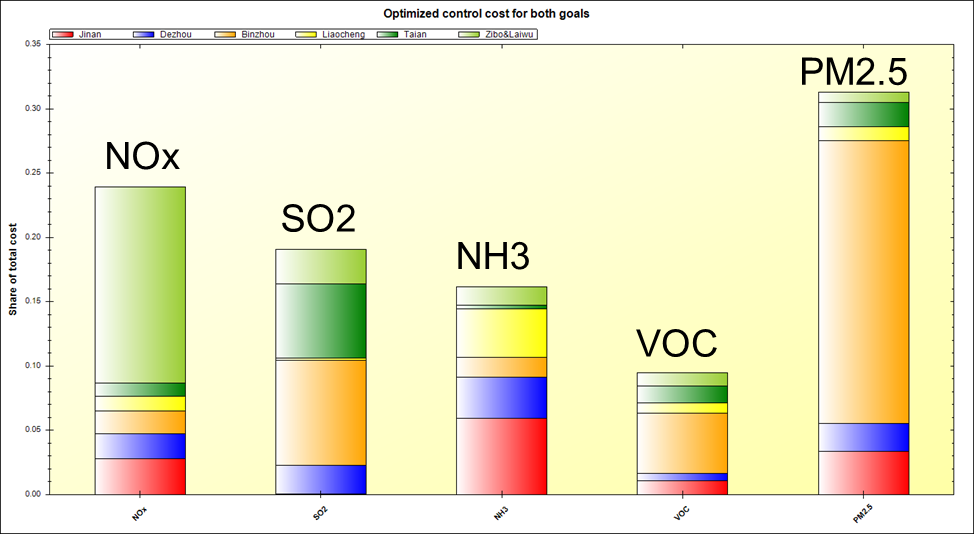 Optimized control cost for both goals
Jinan Dezhou Binzhou Liaocheng Taian Zibo&Laiwu
0.35
0.30
0.25
0.20
0.15
0.10
0.05
0.00
Share of total cost
NOx
SO2
NH3
VOC
PM2.5
NOx SO2 NH3 VOC PM2.5